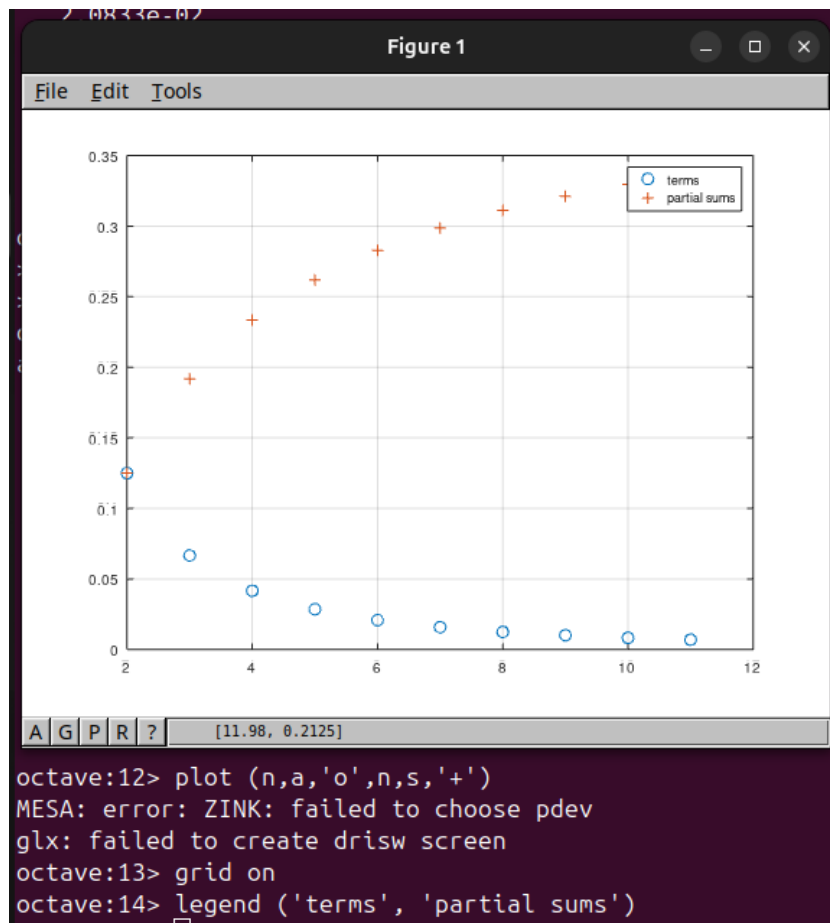 2.0833e-02
Figure 1
File Edit Tools
0.35
terms
partial sums
0.3
0.25
0.2
0.15
0.1
0.05
0
2 4 6 8 10 12
A G P R ? [11.98, 0.2125]
octave:12> plot (n,a,'o',n,s,'+')
MESA: error: ZINK: failed to choose pdev
glx: failed to create drisw screen
octave:13> grid on
octave:14> legend ('terms', 'partial sums')